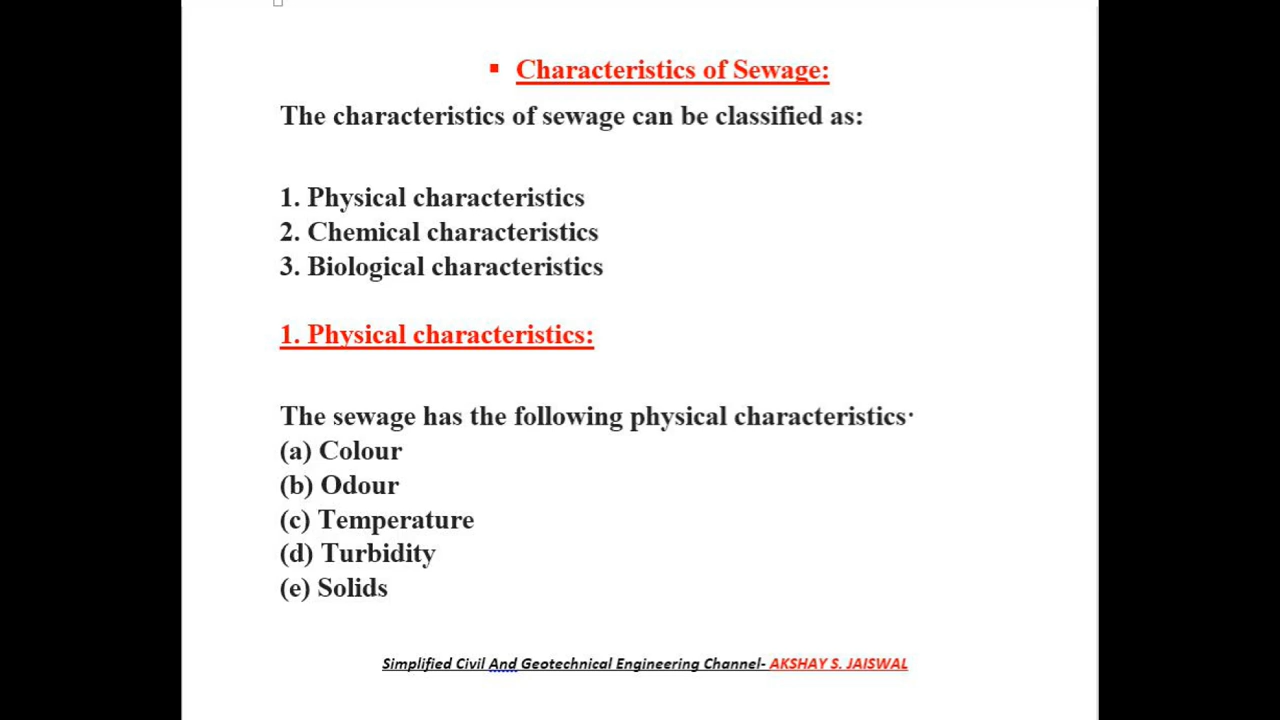 ▪ Characteristics of Sewage:
The characteristics of sewage can be classified as:
1. Physical characteristics
2. Chemical characteristics
3. Biological characteristics
1. Physical characteristics:
The sewage has the following physical characteristics·
(a) Colour
(b) Odour
(c) Temperature
(d) Turbidity
(e) Solids
Simplified Civil And Geotechnical Engineering Channel- AKSHAY S. JAISWAL